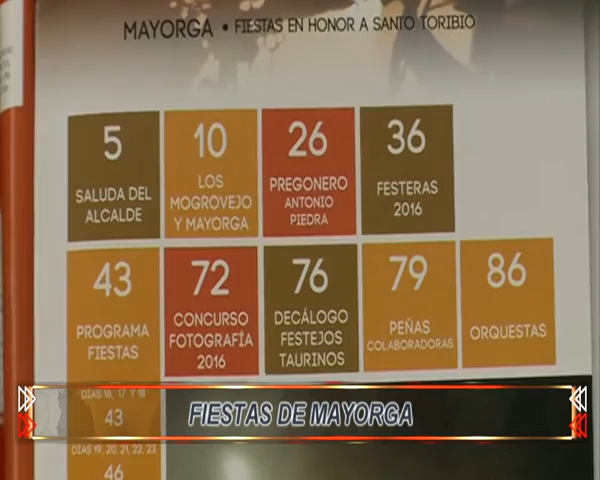 MAYORGA • FIESTAS EN HONOR A SANTO TORIBIO
5
SALUDA DEL
ALCALDE
10
LOS
MOGROVEJO
Y MAYORGA
26
PREGONERO
ANTONIO
PIEDRA
36
FESTERAS
2016
43
PROGRAMA
FIESTAS
72
CONCURSO
FOTOGRAFÍA
2016
76
DECÁLOGO
FESTEJOS
TAURINOS
79
PEÑAS
COLABORADORAS
86
ORQUESTAS
DÍAS 16, 17 Y 18
43
DÍAS 19, 20, 21, 22, 23
46
FIESTAS DE MAYORGA